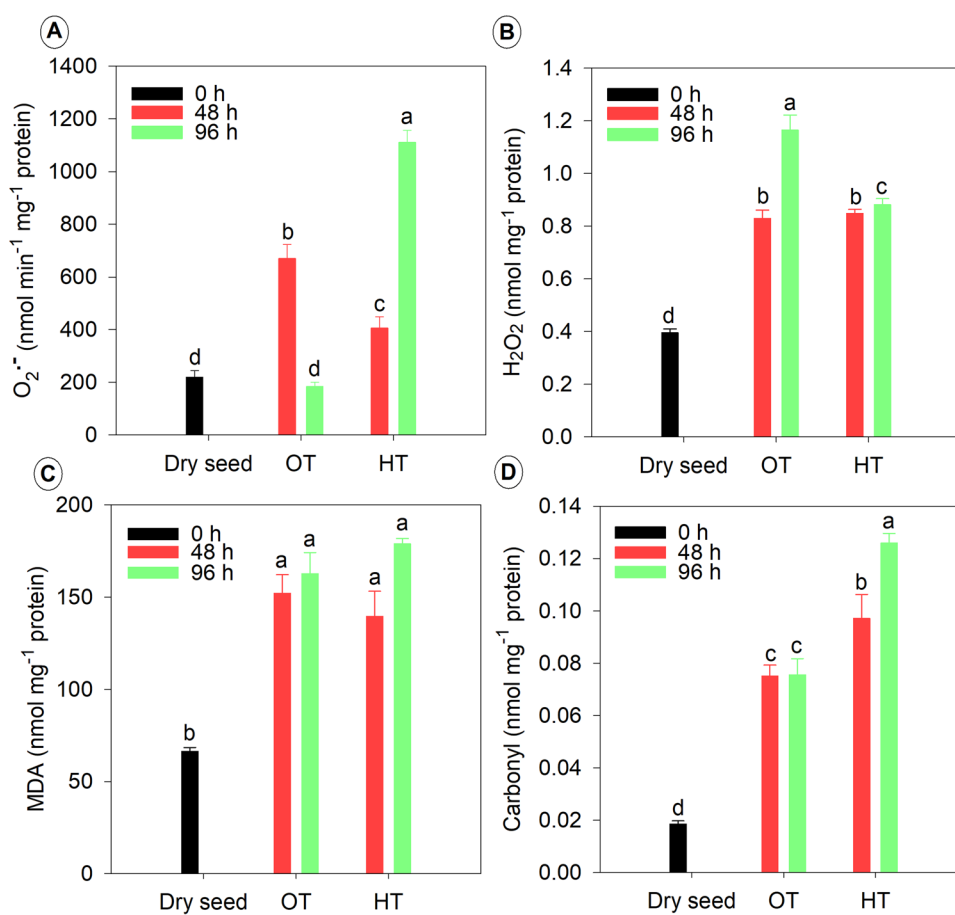 A
O₂•- (nmol min⁻¹ mg⁻¹ protein)
1400
1200
1000
800
600
400
200
0
0 h
48 h
96 h
d
b
d
c
a
Dry seed OT HT
B
H₂O₂ (nmol mg⁻¹ protein)
1.4
1.2
1.0
0.8
0.6
0.4
0.2
0.0
0 h
48 h
96 h
d
b
a
b
c
Dry seed OT HT
C
MDA (nmol mg⁻¹ protein)
200
150
100
50
0
0 h
48 h
96 h
b
a
a
a
a
Dry seed OT HT
D
Carbonyl (nmol mg⁻¹ protein)
0.14
0.12
0.10
0.08
0.06
0.04
0.02
0.00
0 h
48 h
96 h
d
c
c
b
a
Dry seed OT HT